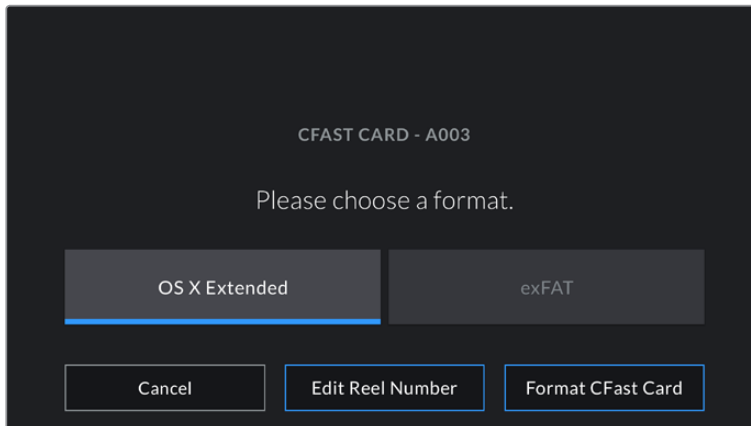 CFAST CARD - A003
Please choose a format.
OS X Extended
exFAT
Cancel
Edit Reel Number
Format CFast Card